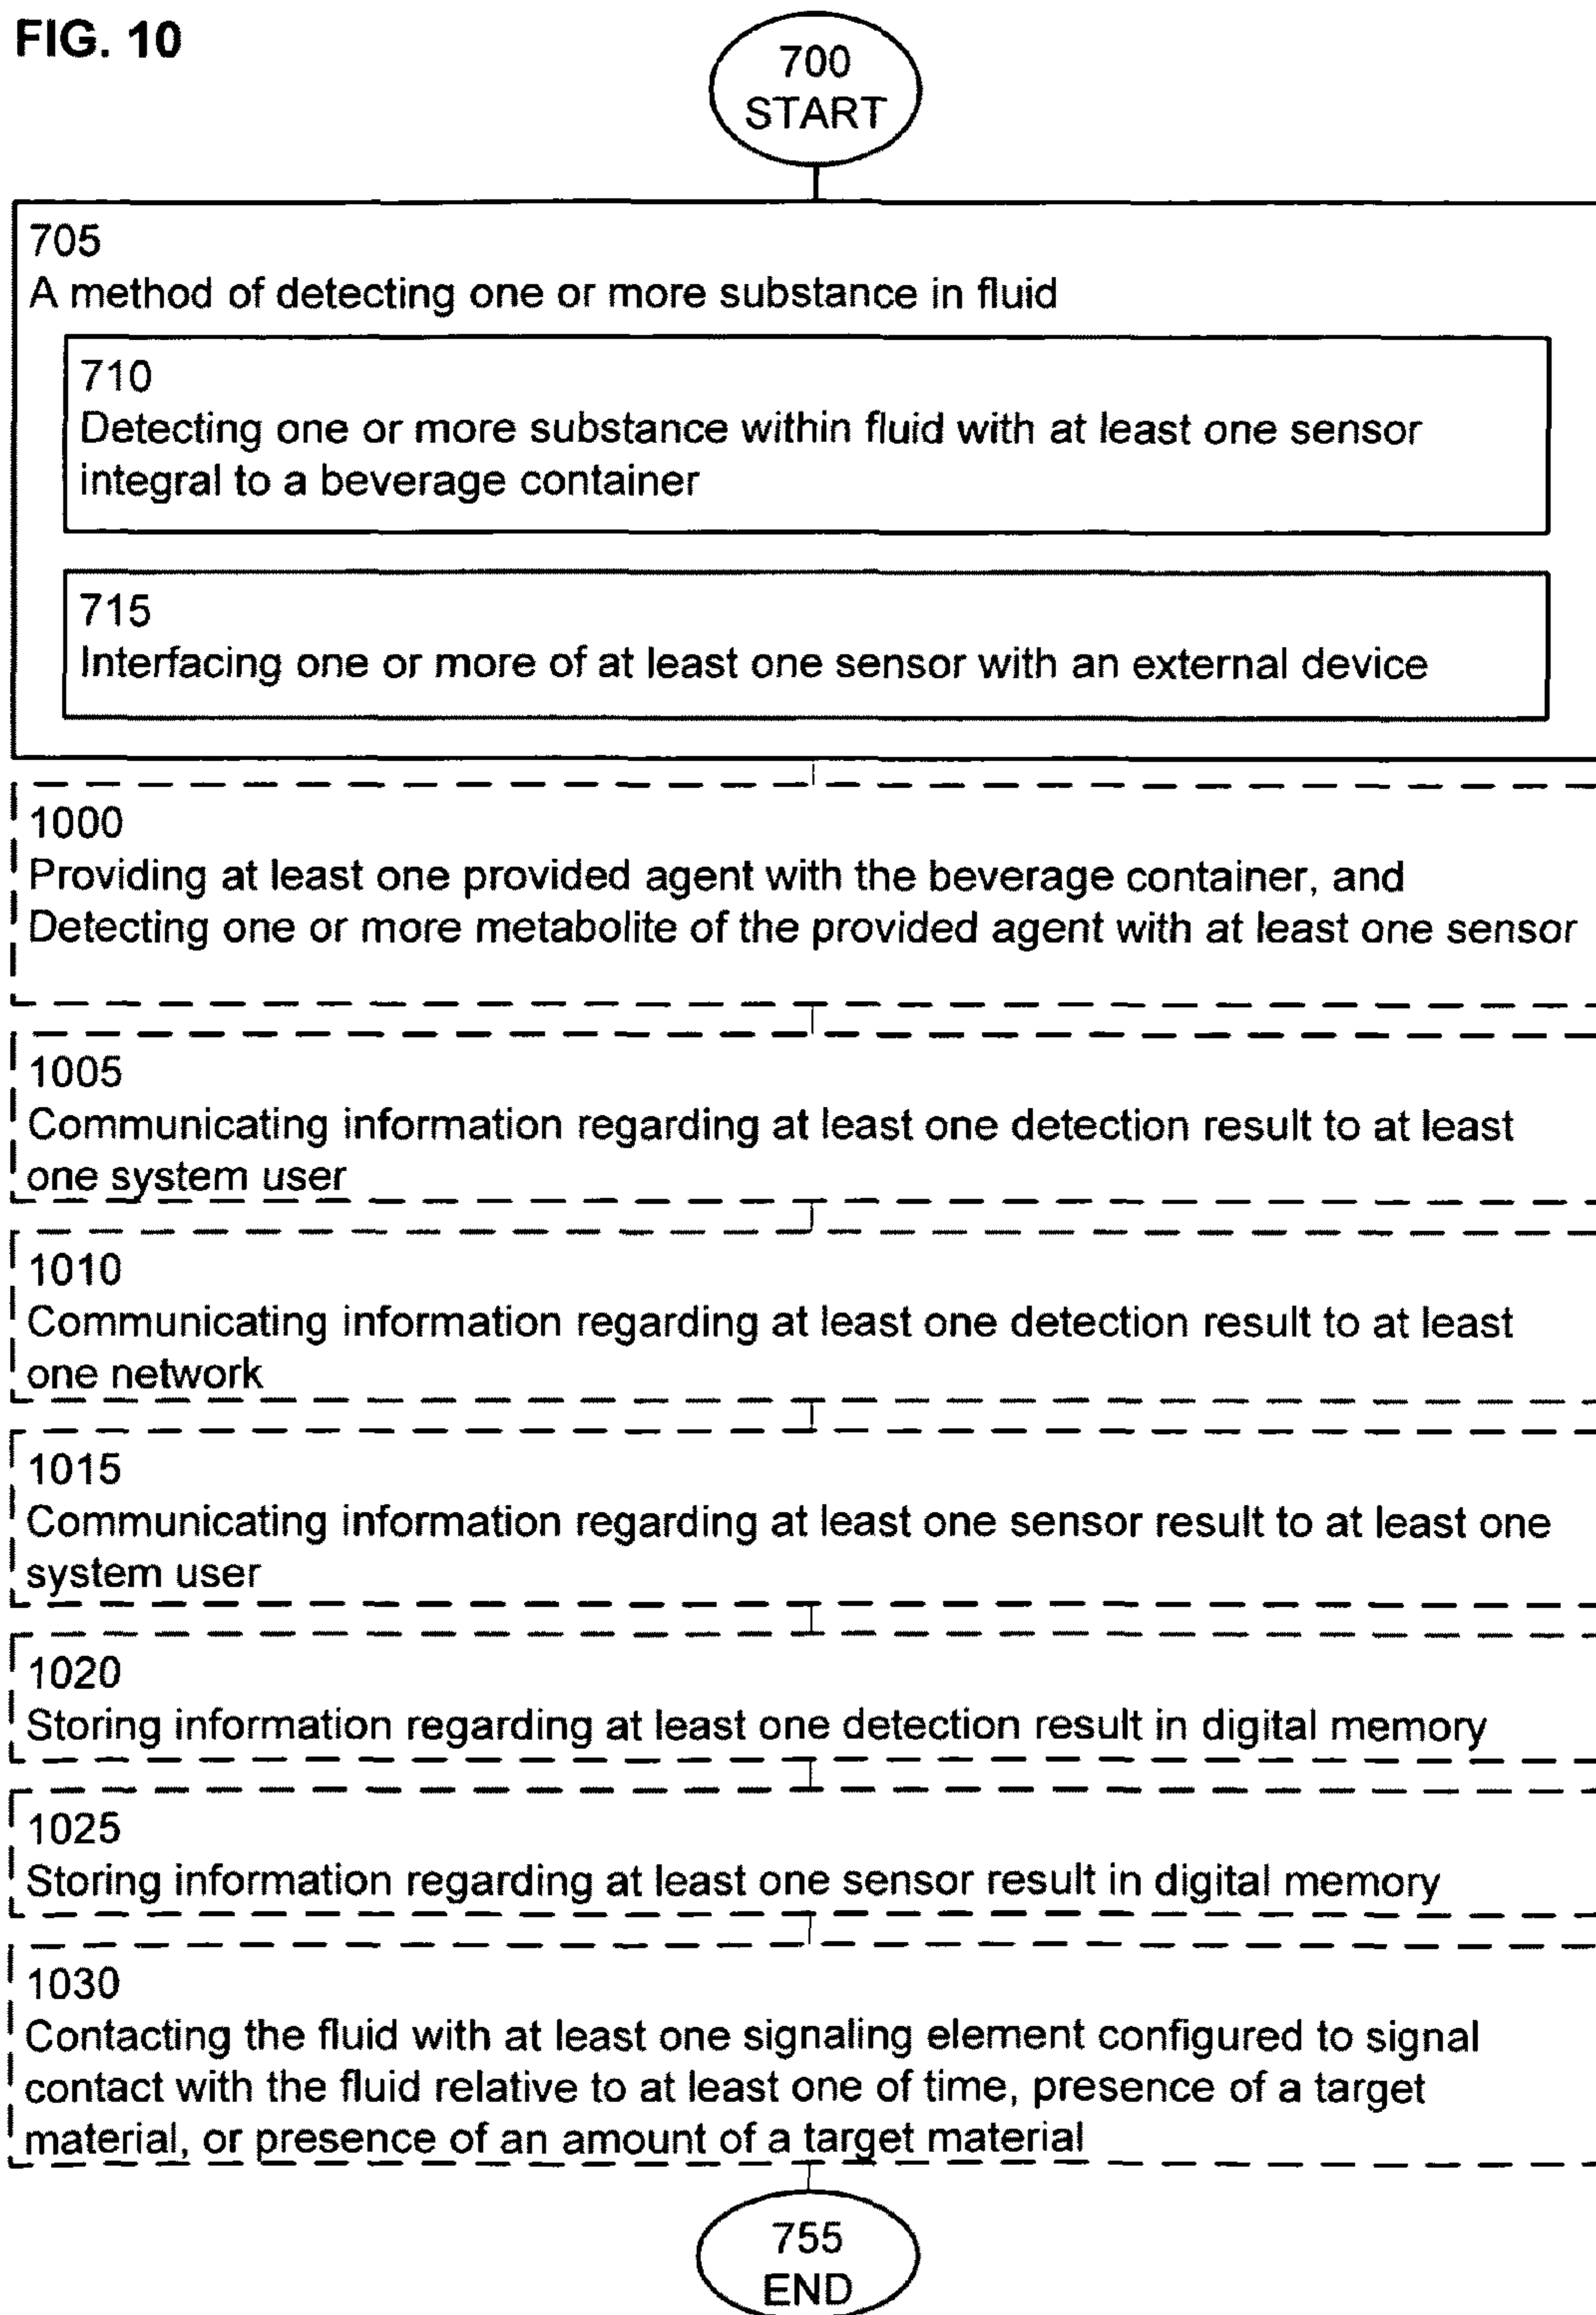 FIG. 10
700
START
705
A method of detecting one or more substance in fluid
710
Detecting one or more substance within fluid with at least one sensor
integral to a beverage container
715
Interfacing one or more of at least one sensor with an external device
1000
Providing at least one provided agent with the beverage container, and
Detecting one or more metabolite of the provided agent with at least one sensor
1005
Communicating information regarding at least one detection result to at least
one system user
1010
Communicating information regarding at least one detection result to at least
one network
1015
Communicating information regarding at least one sensor result to at least one
system user
1020
Storing information regarding at least one detection result in digital memory
1025
Storing information regarding at least one sensor result in digital memory
1030
Contacting the fluid with at least one signaling element configured to signal
contact with the fluid relative to at least one of time, presence of a target
material, or presence of an amount of a target material
755
END